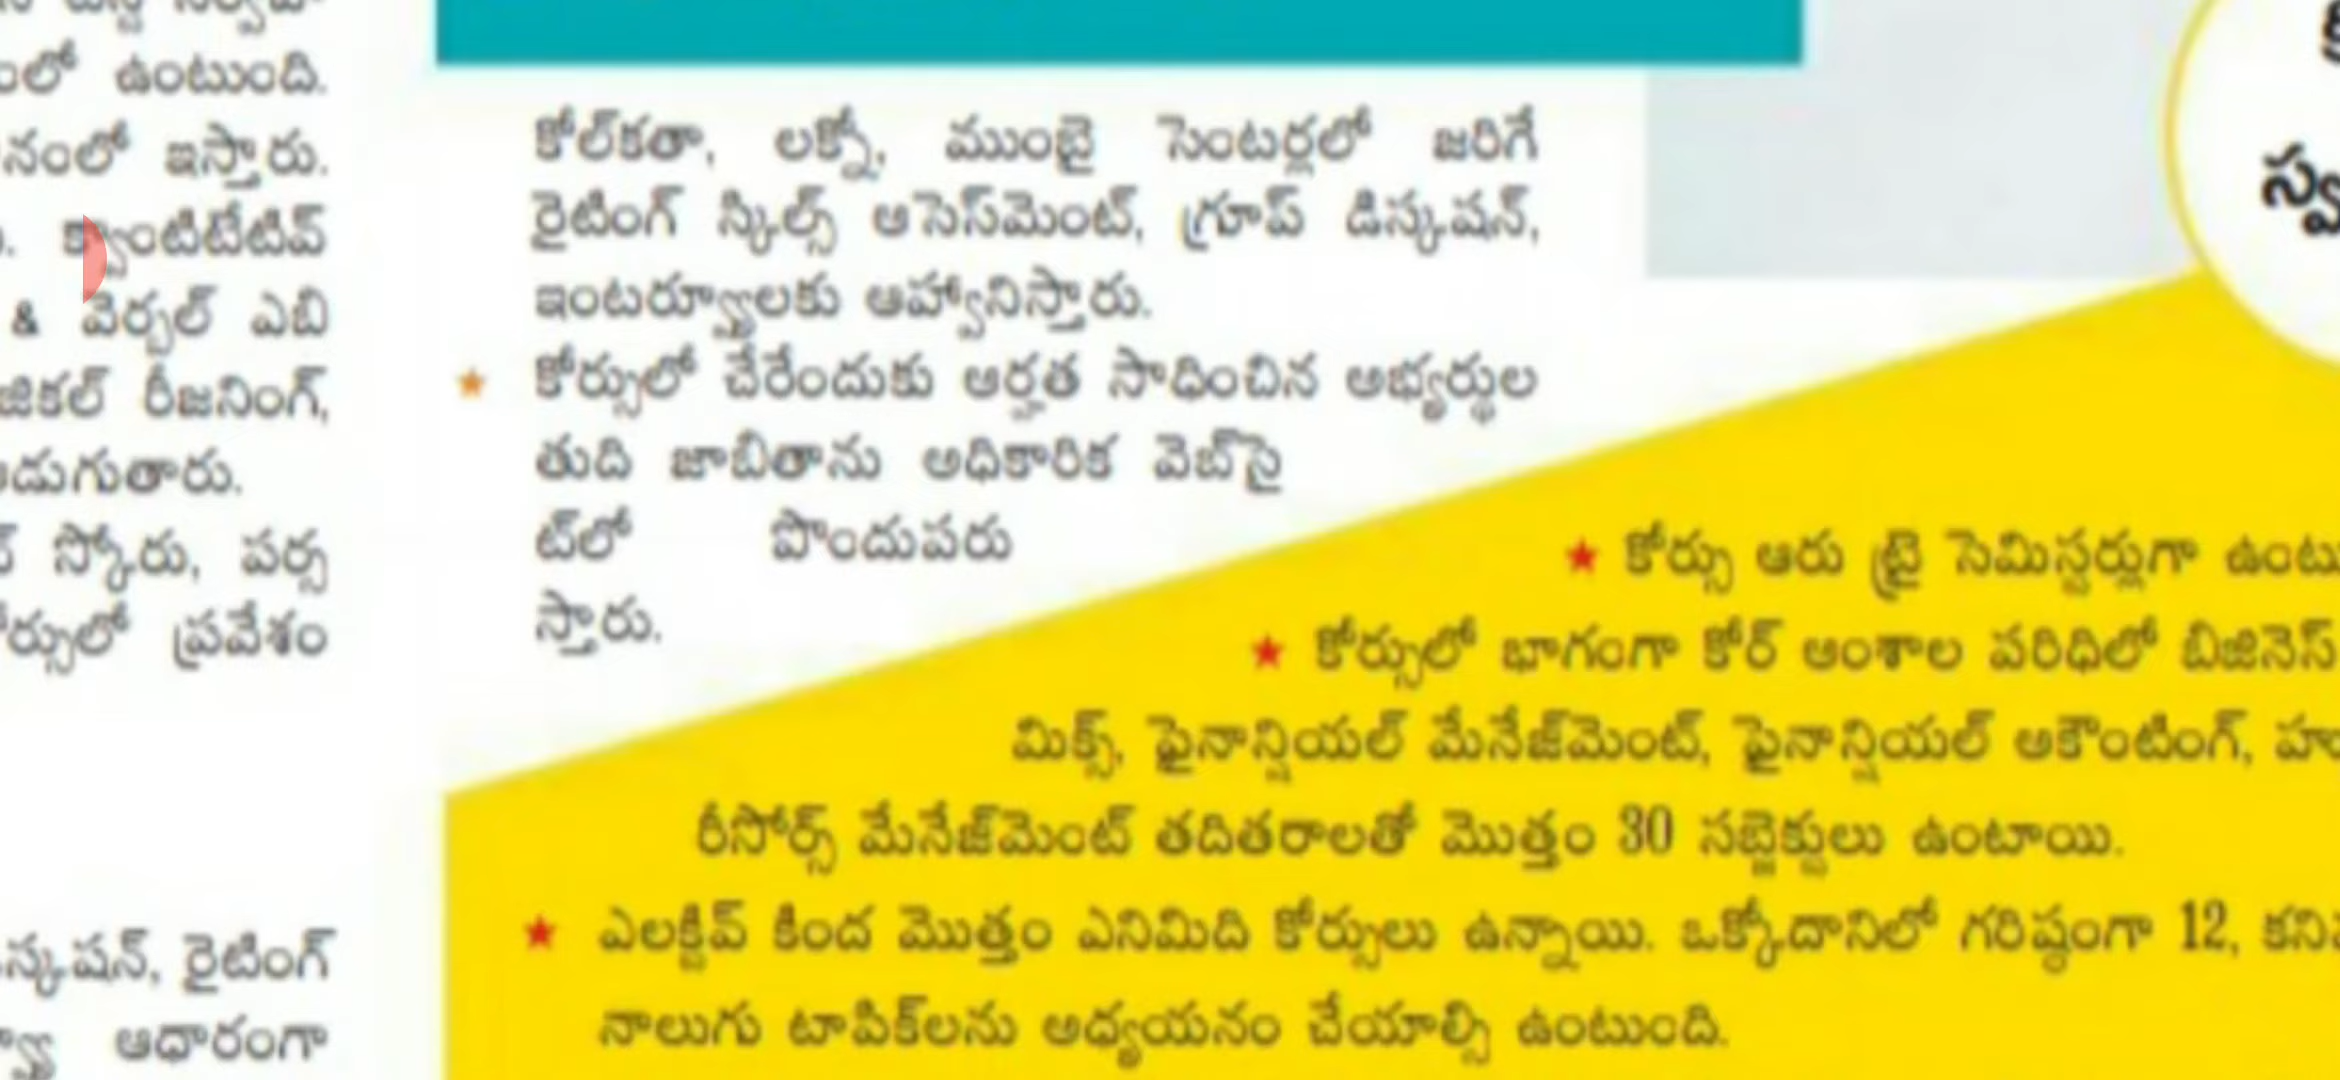 లో ఉంటుంది.
ఇస్తారు.
క్వాంటిటేటివ్
& వెర్బల్ ఎబి
రీజనింగ్,
స్కోరు, పర్స
ప్రవేశం
స్కషన్, రైటింగ్
ఆధారంగా
కోల్‌కతా, లక్నో, ముంబై సెంటర్లలో జరిగే
రైటింగ్ స్కిల్స్ అసెస్‌మెంట్, గ్రూప్ డిస్కషన్,
ఇంటర్వ్యూలకు ఆహ్వానిస్తారు.
★ కోర్సులో చేరేందుకు అర్హత సాధించిన అభ్యర్థుల
తుది జాబితాను అధికారిక వెబ్‌సై
ట్‌లో పొందుపరు
స్తారు.
★ కోర్సు ఆరు ట్రై సెమిస్టర్లుగా
★ కోర్సులో భాగంగా కోర్ అంశాల పరిధిలో బిజినెస్
మిక్స్, ఫైనాన్షియల్ మేనేజ్‌మెంట్, ఫైనాన్షియల్ అకౌంటింగ్,
రీసోర్స్ మేనేజ్‌మెంట్ తదితరాలతో మొత్తం 30 సబ్జెక్టులు ఉంటాయి.
★ ఎలక్టివ్ కింద మొత్తం ఎనిమిది కోర్సులు ఉన్నాయి. ఒక్కోదానిలో గరిష్ఠంగా 12,
నాలుగు టాపిక్‌లను అధ్యయనం చేయాల్సి ఉంటుంది.